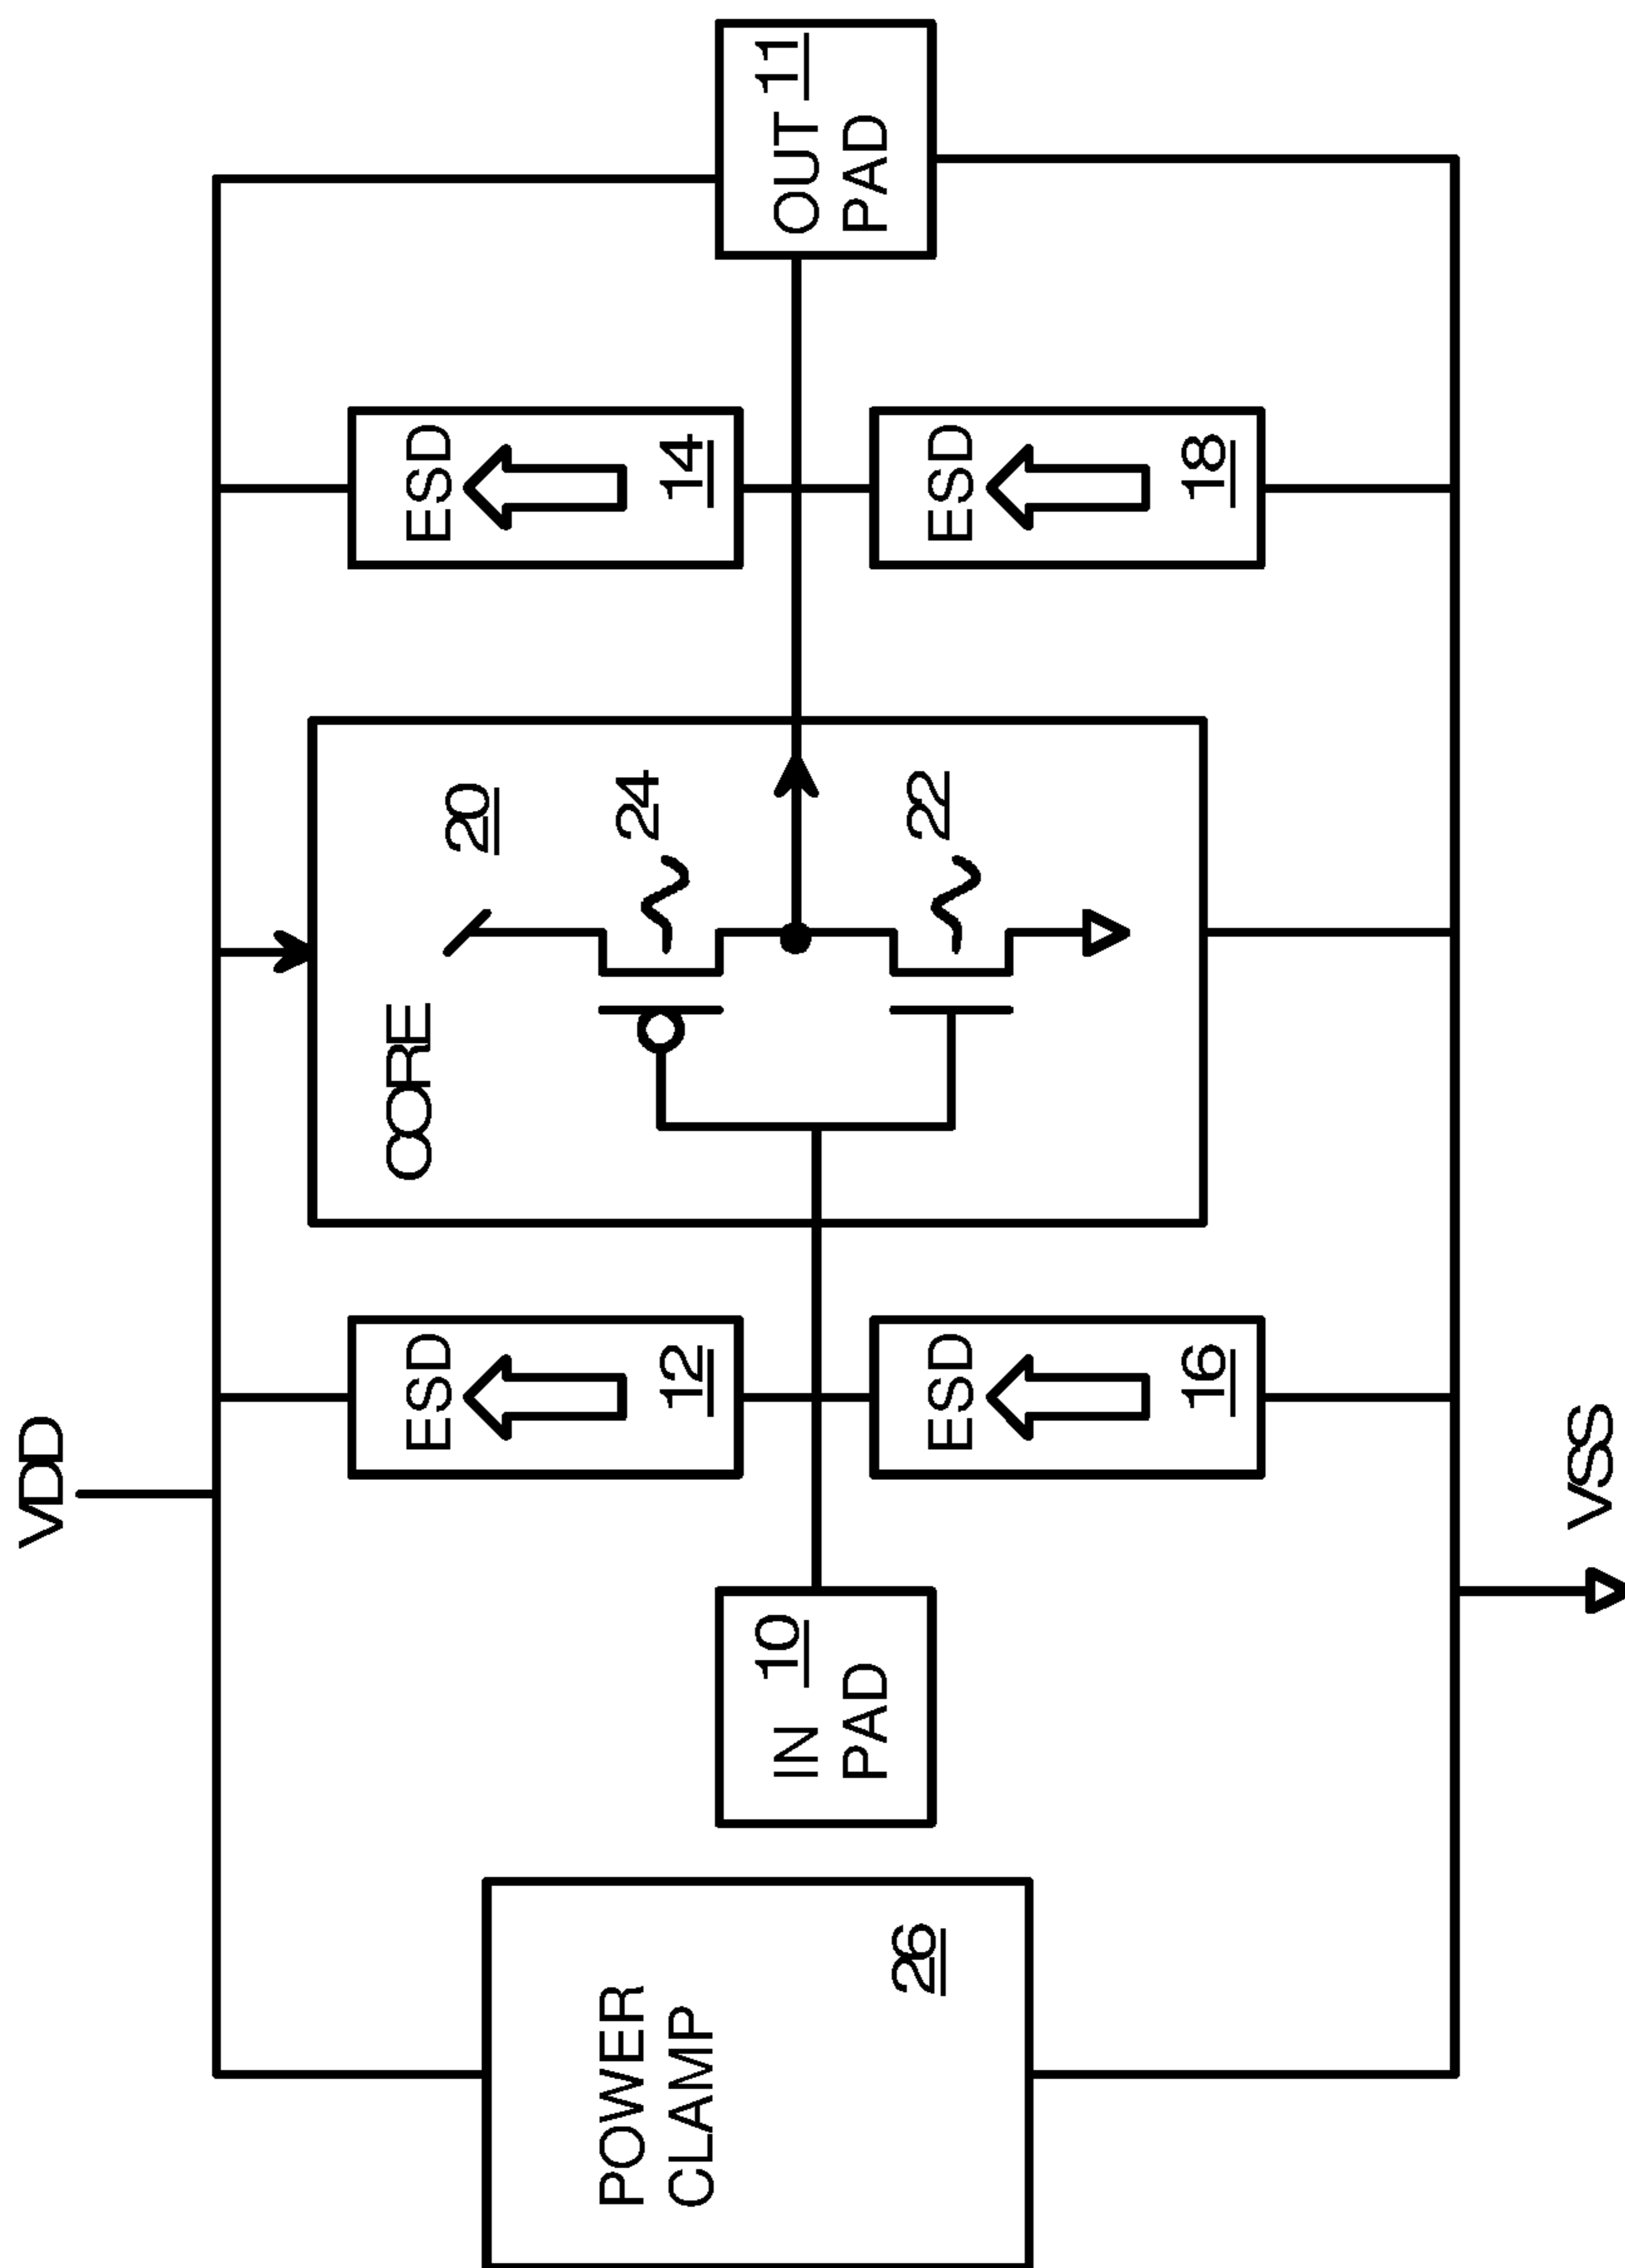 VDD
POWER
CLAMP
26
IN 10
PAD
ESD
12
ESD
16
CORE
20
24
22
ESD
14
ESD
18
OUT 11
PAD
VSS